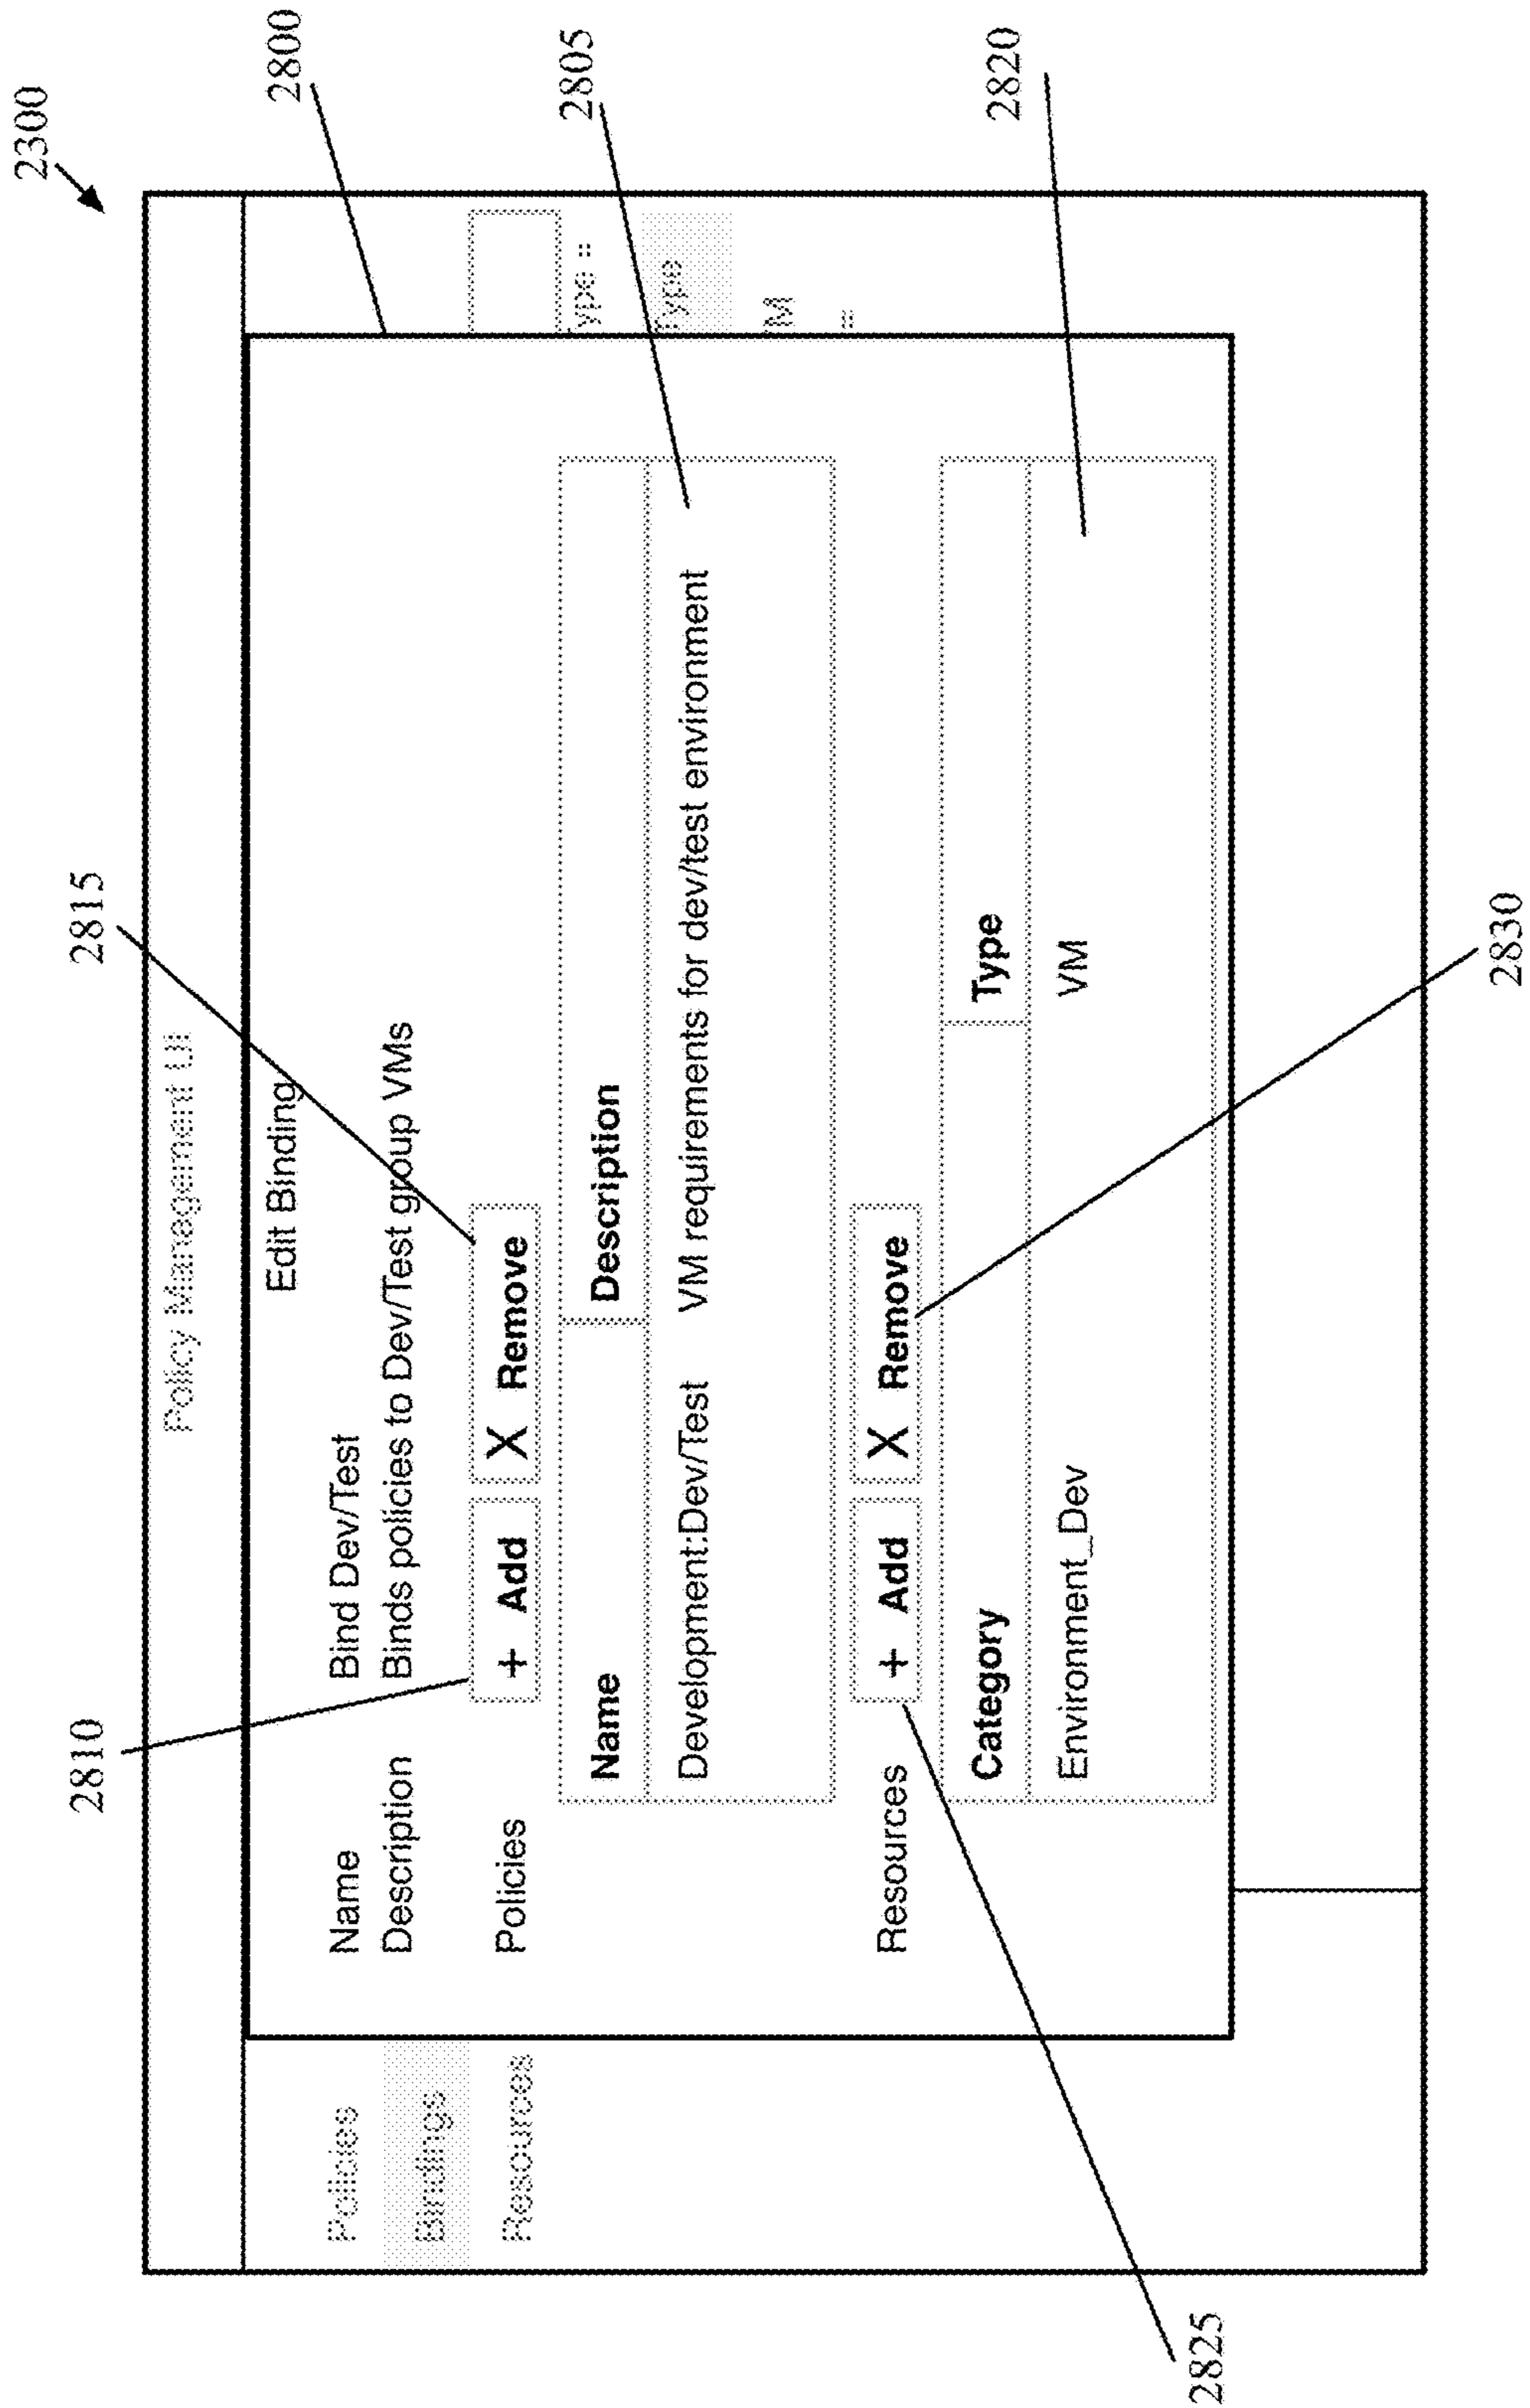 2300
2800
2805
2820
2815
2810
2830
2825
Policy Management UI
Policies
Bindings
Resources
Edit Binding
Name Bind Dev/Test
Description Binds policies to Dev/Test group VMs
Policies + Add X Remove
Name Description
Development:Dev/Test VM requirements for dev/test environment
Resources + Add X Remove
Category Type
Environment_Dev VM
=
=